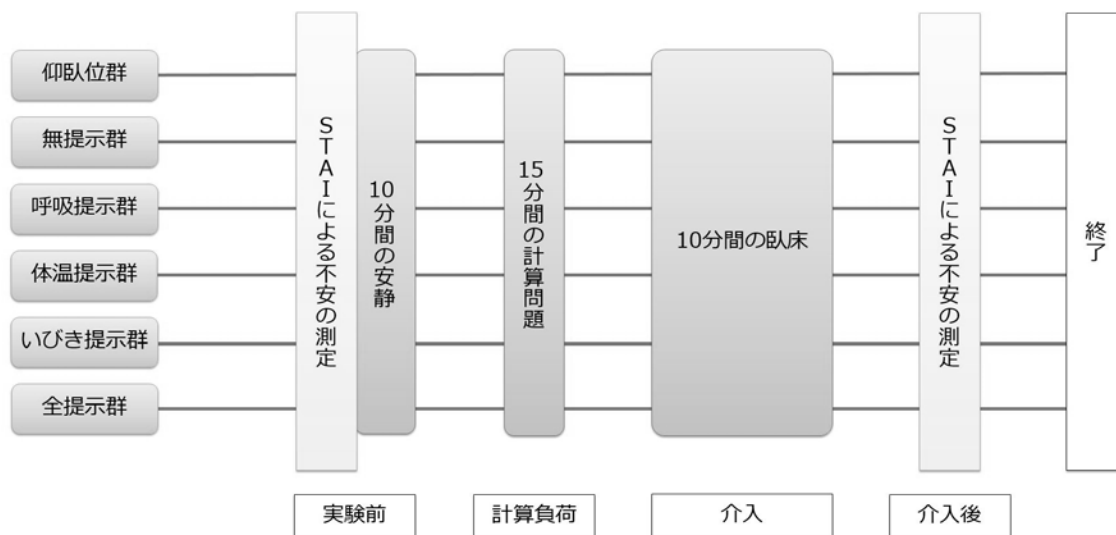 仰臥位群
無提示群
呼吸提示群
体温提示群
いびき提示群
全提示群
STAIによる不安の測定
10分間の安静
15分間の計算問題
10分間の臥床
STAIによる不安の測定
終了
実験前
計算負荷
介入
介入後